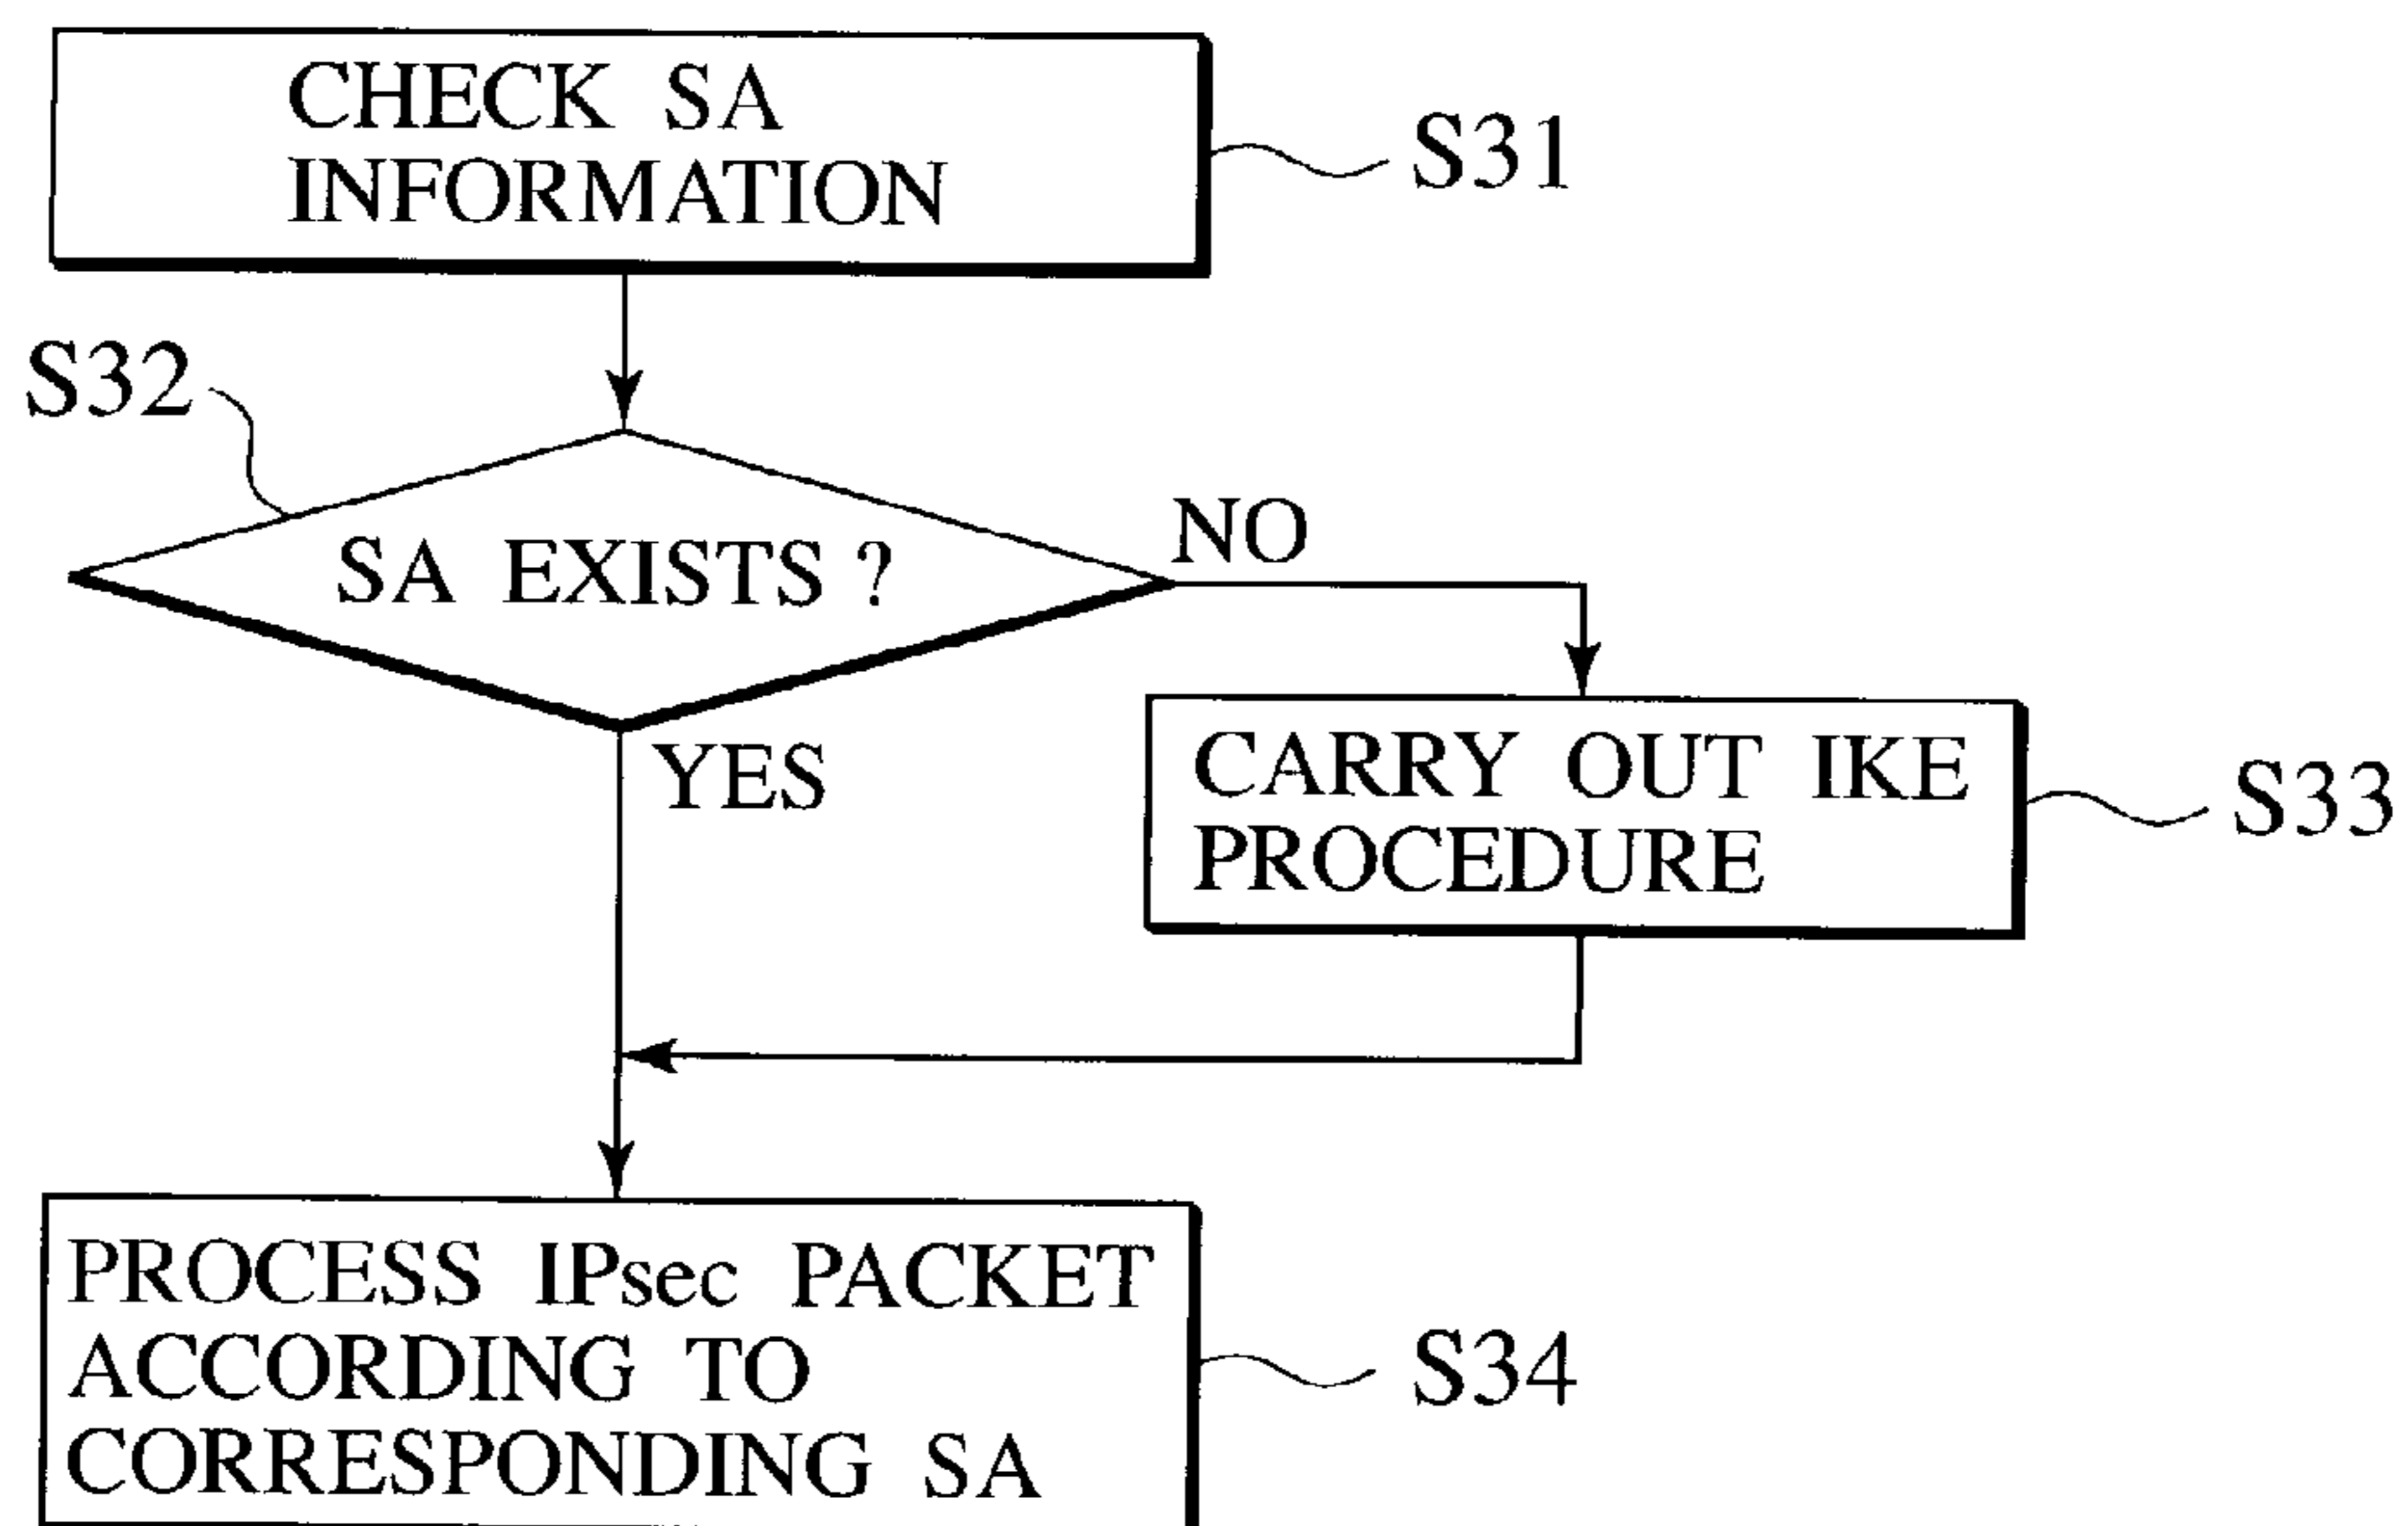 CHECK SA
INFORMATION
S31
S32
SA EXISTS ?
NO
YES
CARRY OUT IKE
PROCEDURE
S33
PROCESS IPsec PACKET
ACCORDING TO
CORRESPONDING SA
S34